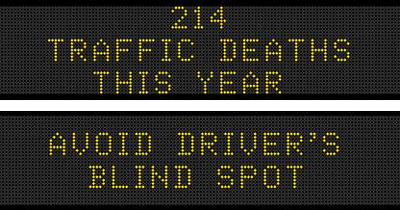 214
TRAFFIC DEATHS
THIS YEAR
AVOID DRIVER'S
BLIND SPOT